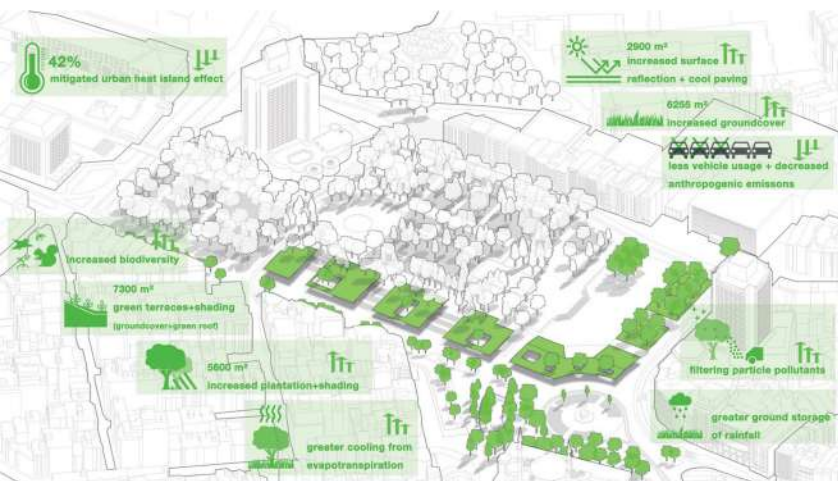 42%
mitigated urban heat island effect
2900 m²
increased surface
reflection + cool paving
6255 m²
increased groundcover
less vehicle usage + decreased
anthropogenic emissons
increased biodiversity
7300 m²
green terraces+shading
(groundcover+green roof)
5600 m²
increased plantation+shading
greater cooling from
evapotranspiration
filtering particle pollutants
greater ground storage
of rainfall